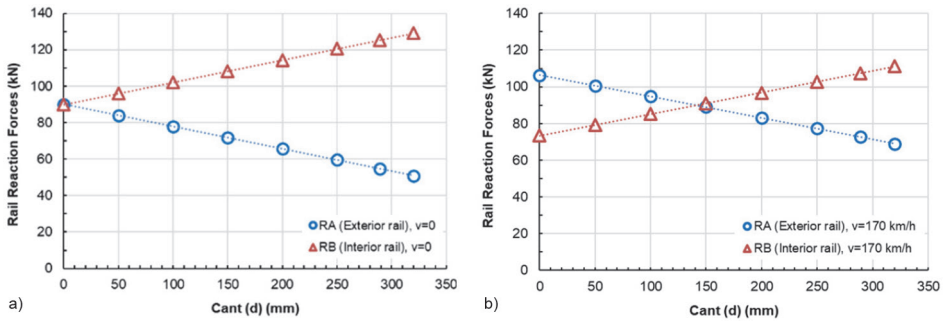 140
120
100
80
60
40
20
0
Rail Reaction Forces (kN)
RA (Exterior rail), v=0
RB (Interior rail), v=0
0 50 100 150 200 250 300 350
Cant (d) (mm)
a)
140
120
100
80
60
40
20
0
Rail Reaction Forces (kN)
RA (Exterior rail), v=170 km/h
RB (Interior rail), v=170 km/h
0 50 100 150 200 250 300 350
Cant (d) (mm)
b)